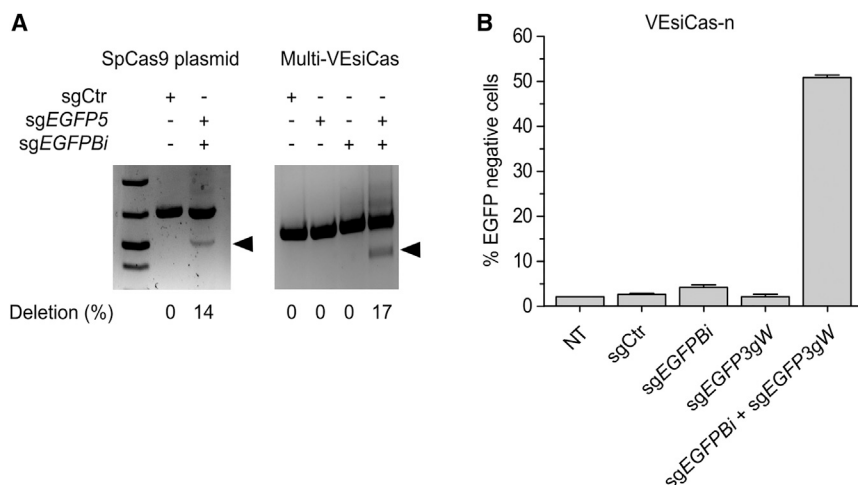 A
SpCas9 plasmid
Multi-VEsiCas
sgCtr + - + - - -
sgEGFP5 - + - + - +
sgEGFPBi - + - - + +
Deletion (%) 0 14 0 0 0 17
B
VEsiCas-n
% EGFP negative cells
60
50
40
30
20
10
0
NT
sgCtr
sgEGFPBi
sgEGFP3gW
sgEGFPBi + sgEGFP3gW